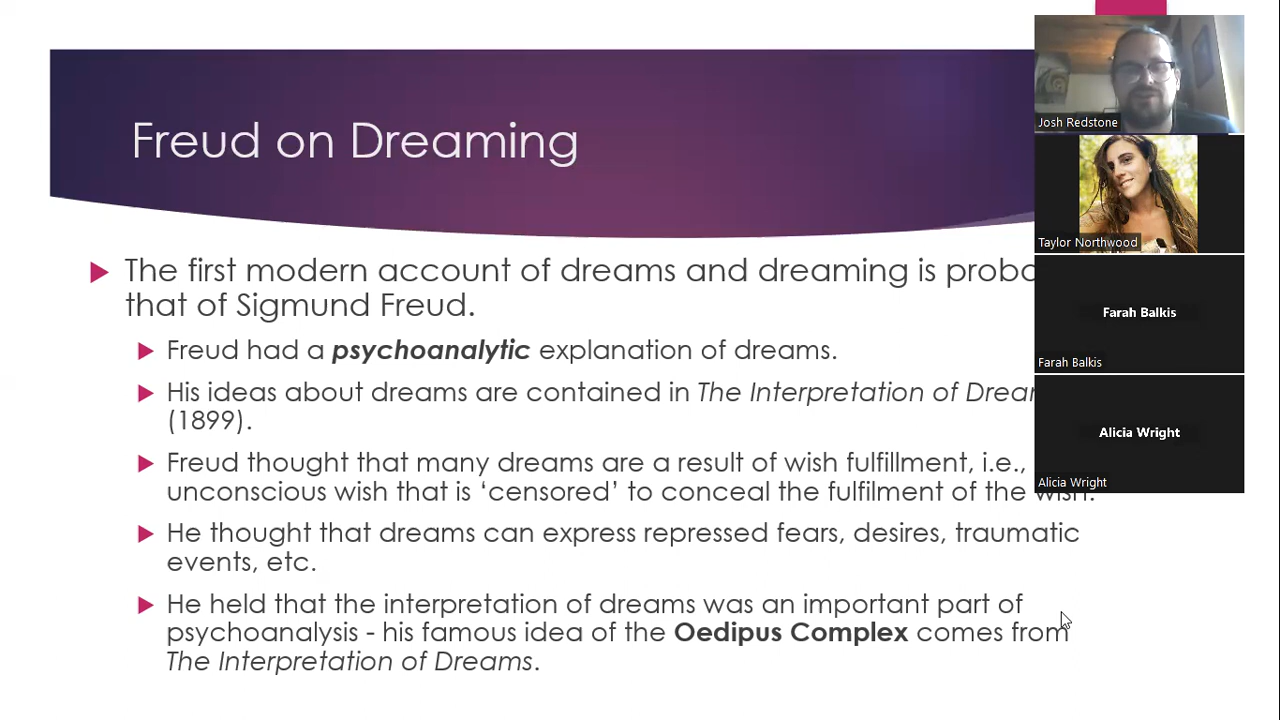 Freud on Dreaming
The first modern account of dreams and dreaming is
that of Sigmund Freud.
Freud had a psychoanalytic explanation of dreams.
His ideas about dreams are contained in The Interpretation of
(1899).
Freud thought that many dreams are a result of wish fulfillment, i.e.,
unconscious wish that is ‘censored’ to conceal the fulfilment of the wish.
He thought that dreams can express repressed fears, desires, traumatic
events, etc.
He held that the interpretation of dreams was an important part of
psychoanalysis - his famous idea of the Oedipus Complex comes from
The Interpretation of Dreams.
Josh Redstone
Taylor Northwood
Farah Balkis
Farah Balkis
Alicia Wright
Alicia Wright